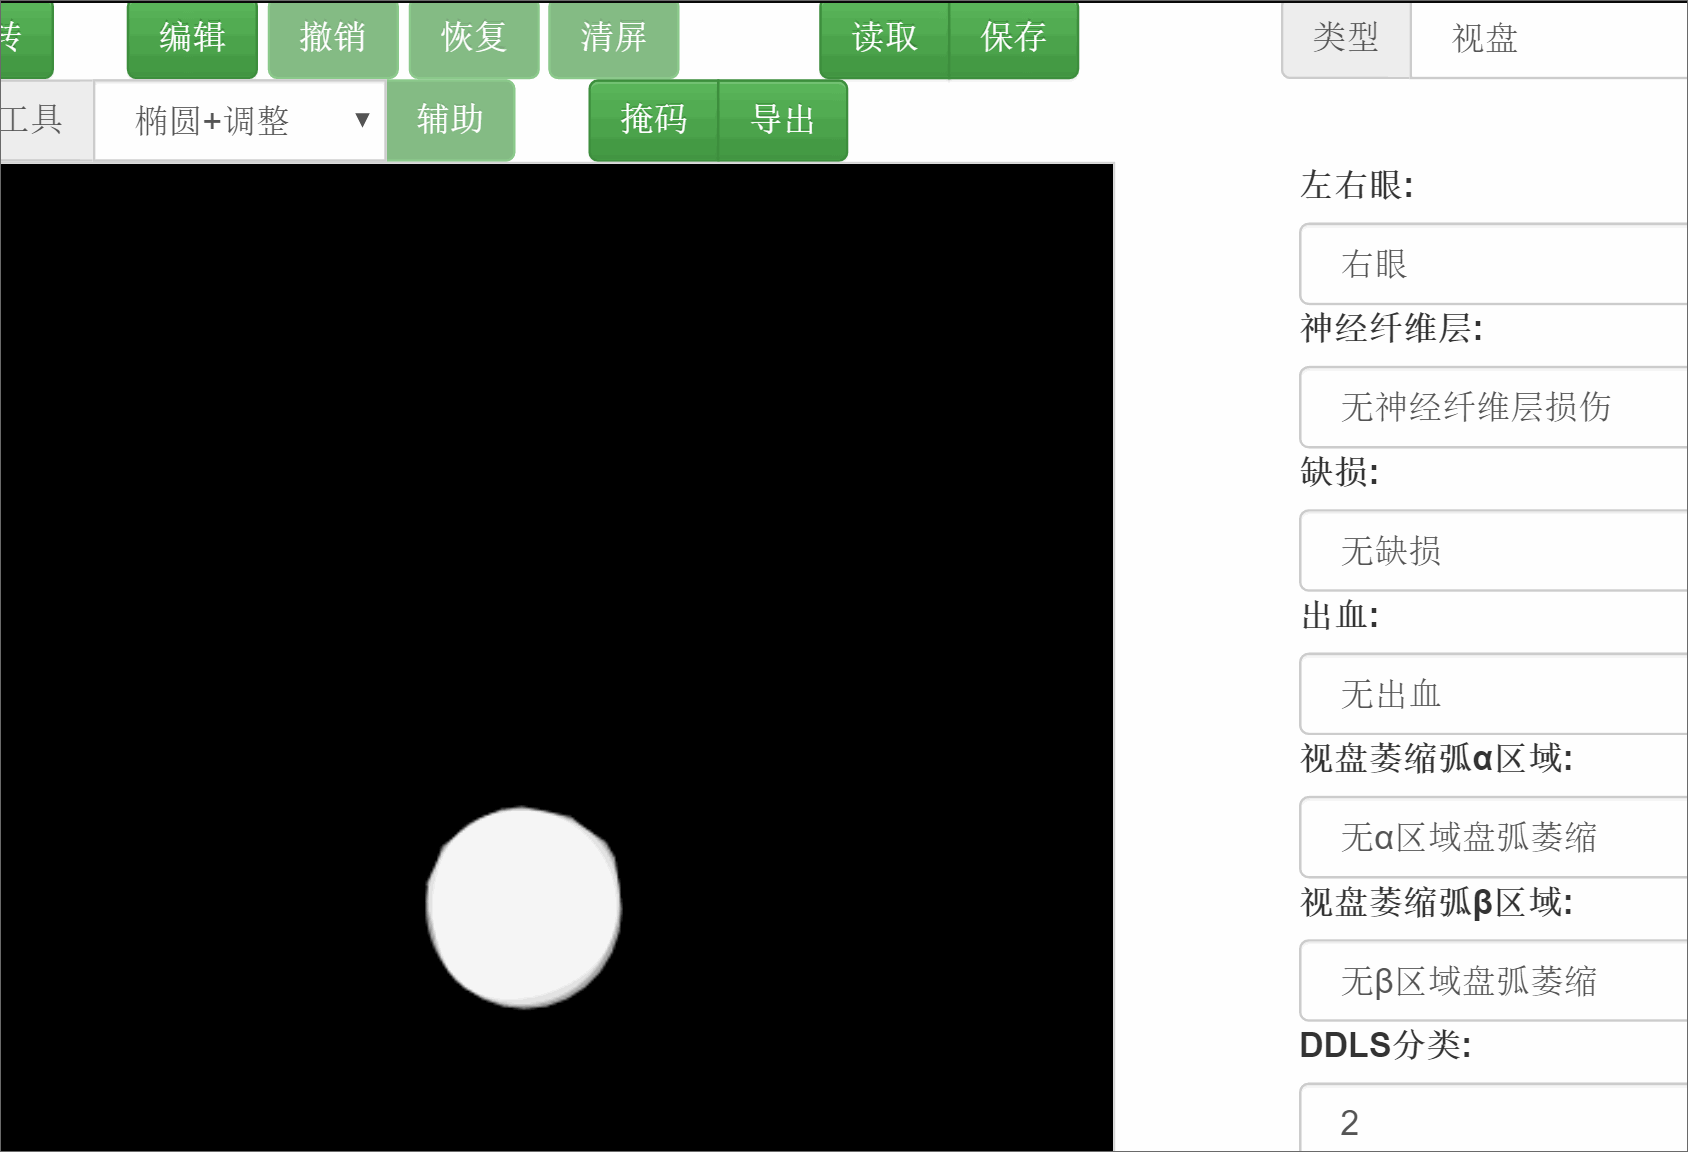 转 编辑 撤销 恢复 清屏 读取 保存 类型 视盘
工具 椭圆+调整 ▼ 辅助 掩码 导出
左右眼:
右眼
神经纤维层:
无神经纤维层损伤
缺损:
无缺损
出血:
无出血
视盘萎缩弧α区域:
无α区域盘弧萎缩
视盘萎缩弧β区域:
无β区域盘弧萎缩
DDLS分类:
2